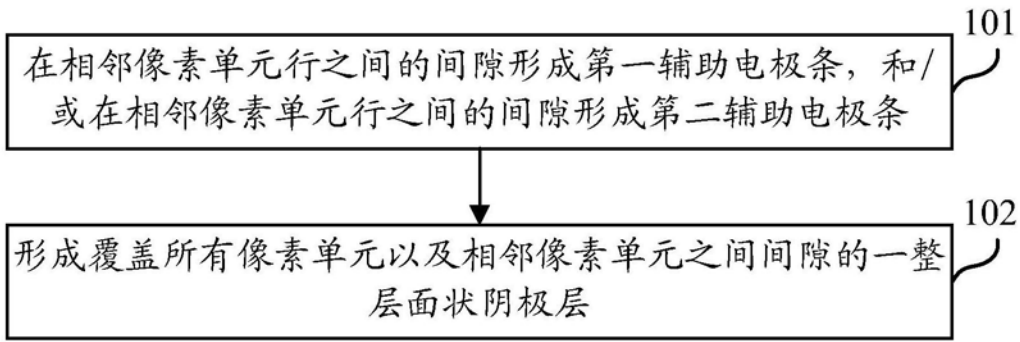 101
在相邻像素单元行之间的间隙形成第一辅助电极条，和/
或在相邻像素单元行之间的间隙形成第二辅助电极条
102
形成覆盖所有像素单元以及相邻像素单元之间间隙的一整
层面状阴极层